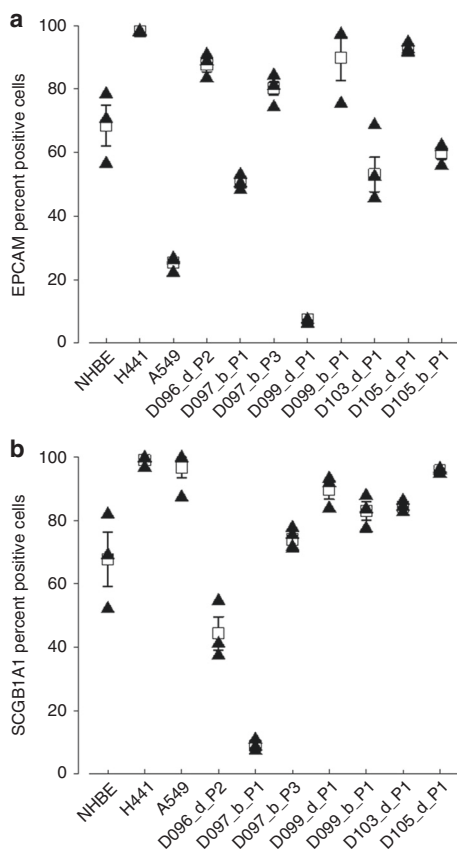 a
EPCAM percent positive cells
100
80
60
40
20
0
NHBE
H441
A549
D096_d_P2
D097_b_P1
D097_b_P3
D099_d_P1
D099_b_P1
D103_d_P1
D105_d_P1
D105_b_P1
b
SCGB1A1 percent positive cells
100
80
60
40
20
0
NHBE
H441
A549
D096_d_P2
D097_b_P1
D097_b_P3
D099_d_P1
D099_b_P1
D103_d_P1
D105_d_P1